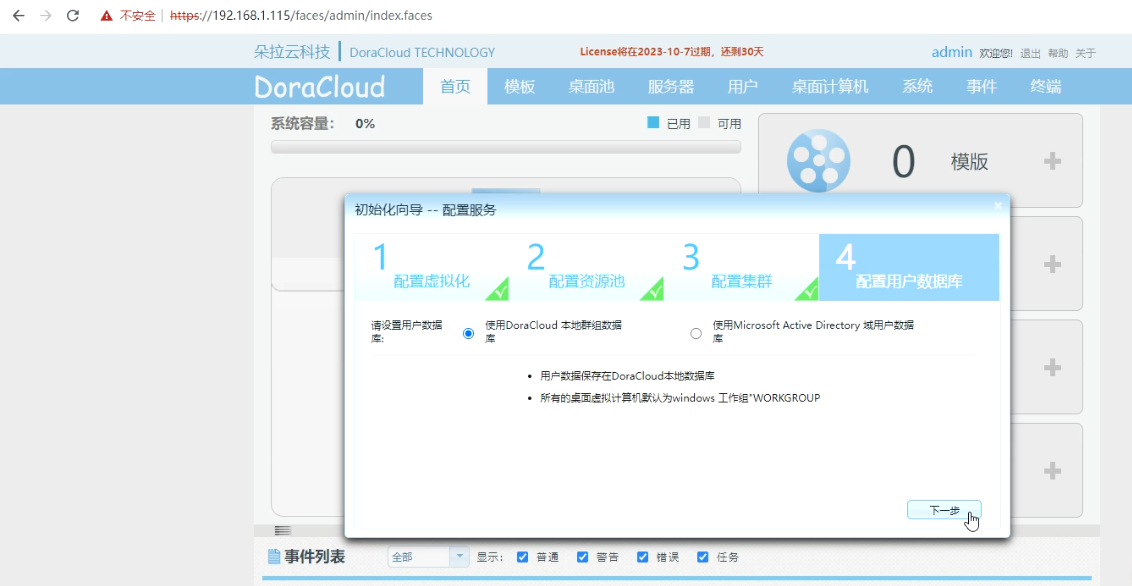 不安全 https://192.168.1.115/faces/admin/index.faces
朵拉云科技 DoraCloud TECHNOLOGY License将在2023-10-7过期，还剩30天 admin 欢迎您! 退出 帮助 关于
DoraCloud 首页 模板 桌面池 服务器 用户 桌面计算机 系统 事件 终端
系统容量： 0% 已用 可用
0 模版
初始化向导 -- 配置服务
1 配置虚拟化
2 配置资源池
3 配置集群
4 配置用户数据库
请设置用户数据
库:
使用DoraCloud 本地群组数据
库
使用Microsoft Active Directory 域用户数据
库
用户数据保存在DoraCloud本地数据库
所有的桌面虚拟计算机默认为windows 工作组"WORKGROUP
下一步
事件列表 全部 显示: 普通 警告 错误 任务